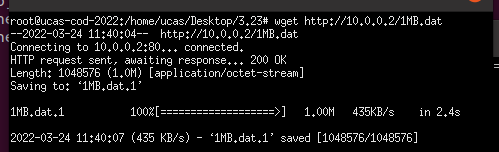 root@ucas-cod-2022:/home/ucas/Desktop/3.23# wget http://10.0.0.2/1MB.dat
--2022-03-24 11:40:04--  http://10.0.0.2/1MB.dat
Connecting to 10.0.0.2:80... connected.
HTTP request sent, awaiting response... 200 OK
Length: 1048576 (1.0M) [application/octet-stream]
Saving to: ‘1MB.dat.1’
1MB.dat.1           100%[===================>]   1.00M   435KB/s    in 2.4s
2022-03-24 11:40:07 (435 KB/s) - ‘1MB.dat.1’ saved [1048576/1048576]